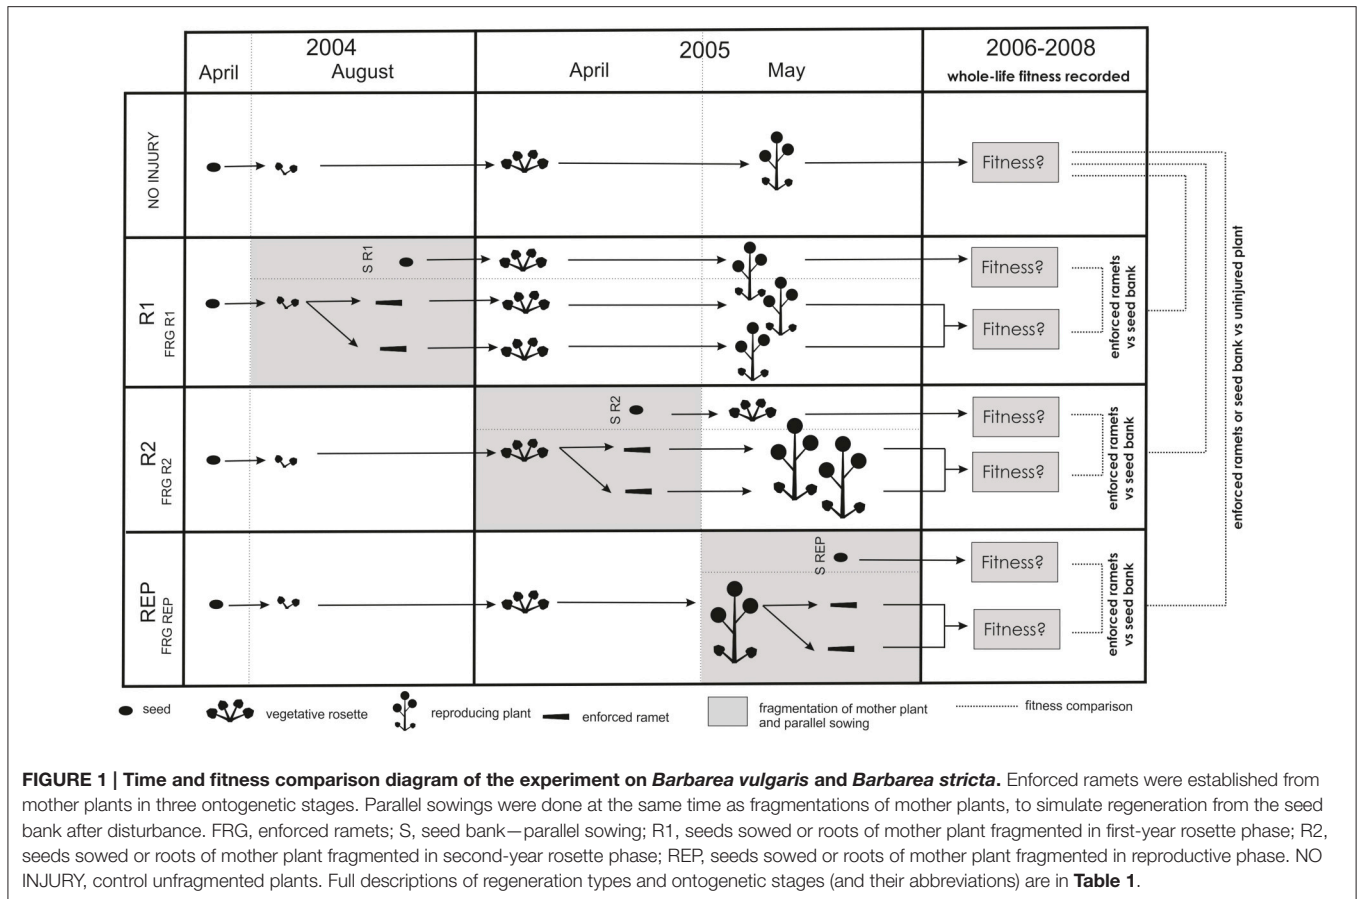 2004
2005
2006-2008
April
August
April
May
whole-life fitness recorded
NO INJURY
Fitness?
R1
FRG R1
S R1
Fitness?
Fitness?
enforced ramets
vs seed bank
R2
FRG R2
S R2
Fitness?
Fitness?
enforced ramets
vs seed bank
REP
FRG REP
S REP
Fitness?
Fitness?
enforced ramets
vs seed bank
enforced ramets or seed bank vs uninjured plant
seed
vegetative rosette
reproducing plant
enforced ramet
fragmentation of mother plant
and parallel sowing
fitness comparison
FIGURE 1 | Time and fitness comparison diagram of the experiment on Barbarea vulgaris and Barbarea stricta. Enforced ramets were established from
mother plants in three ontogenetic stages. Parallel sowings were done at the same time as fragmentations of mother plants, to simulate regeneration from the seed
bank after disturbance. FRG, enforced ramets; S, seed bank—parallel sowing; R1, seeds sowed or roots of mother plant fragmented in first-year rosette phase; R2,
seeds sowed or roots of mother plant fragmented in second-year rosette phase; REP, seeds sowed or roots of mother plant fragmented in reproductive phase. NO
INJURY, control unfragmented plants. Full descriptions of regeneration types and ontogenetic stages (and their abbreviations) are in Table 1.